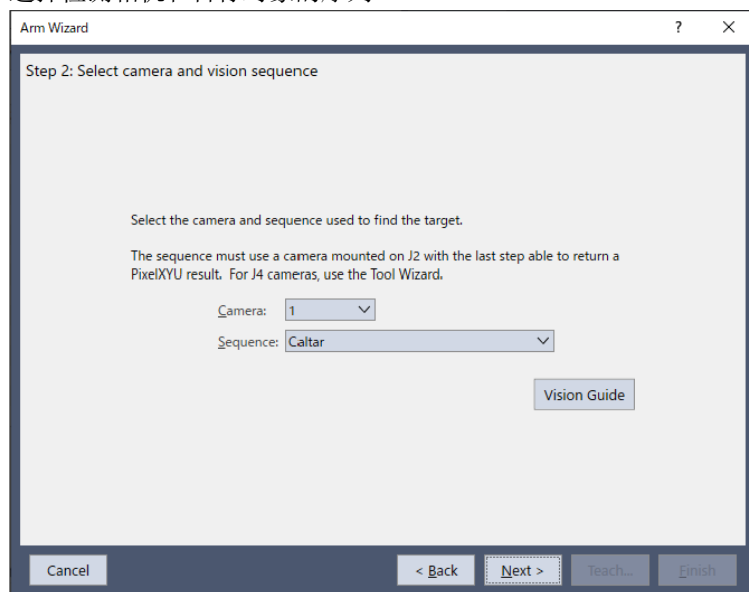 Arm Wizard
?
Step 2: Select camera and vision sequence
Select the camera and sequence used to find the target.
The sequence must use a camera mounted on J2 with the last step able to return a
PixelXYU result. For J4 cameras, use the Tool Wizard.
Camera: 1
Sequence: Caltar
Vision Guide
Cancel < Back Next > Teach... Finish